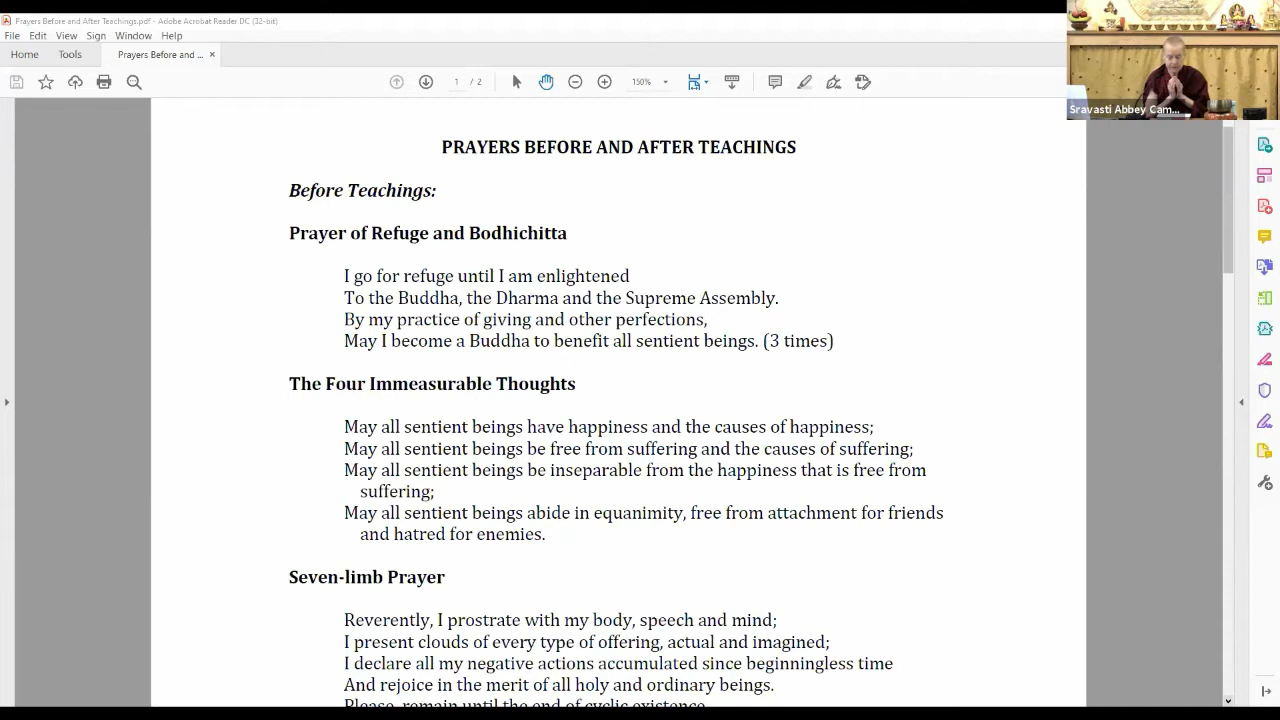 Prayers Before and After Teachings.pdf - Adobe Acrobat Reader DC (32-bit)
File Edit View Sign Window Help
Home Tools Prayers Before and ... ×
1 / 2 150%
Sravasti Abbey Cam...
PRAYERS BEFORE AND AFTER TEACHINGS
Before Teachings:
Prayer of Refuge and Bodhichitta
I go for refuge until I am enlightened
To the Buddha, the Dharma and the Supreme Assembly.
By my practice of giving and other perfections,
May I become a Buddha to benefit all sentient beings. (3 times)
The Four Immeasurable Thoughts
May all sentient beings have happiness and the causes of happiness;
May all sentient beings be free from suffering and the causes of suffering;
May all sentient beings be inseparable from the happiness that is free from
suffering;
May all sentient beings abide in equanimity, free from attachment for friends
and hatred for enemies.
Seven-limb Prayer
Reverently, I prostrate with my body, speech and mind;
I present clouds of every type of offering, actual and imagined;
I declare all my negative actions accumulated since beginningless time
And rejoice in the merit of all holy and ordinary beings.
Please, remain until the end of cyclic existence